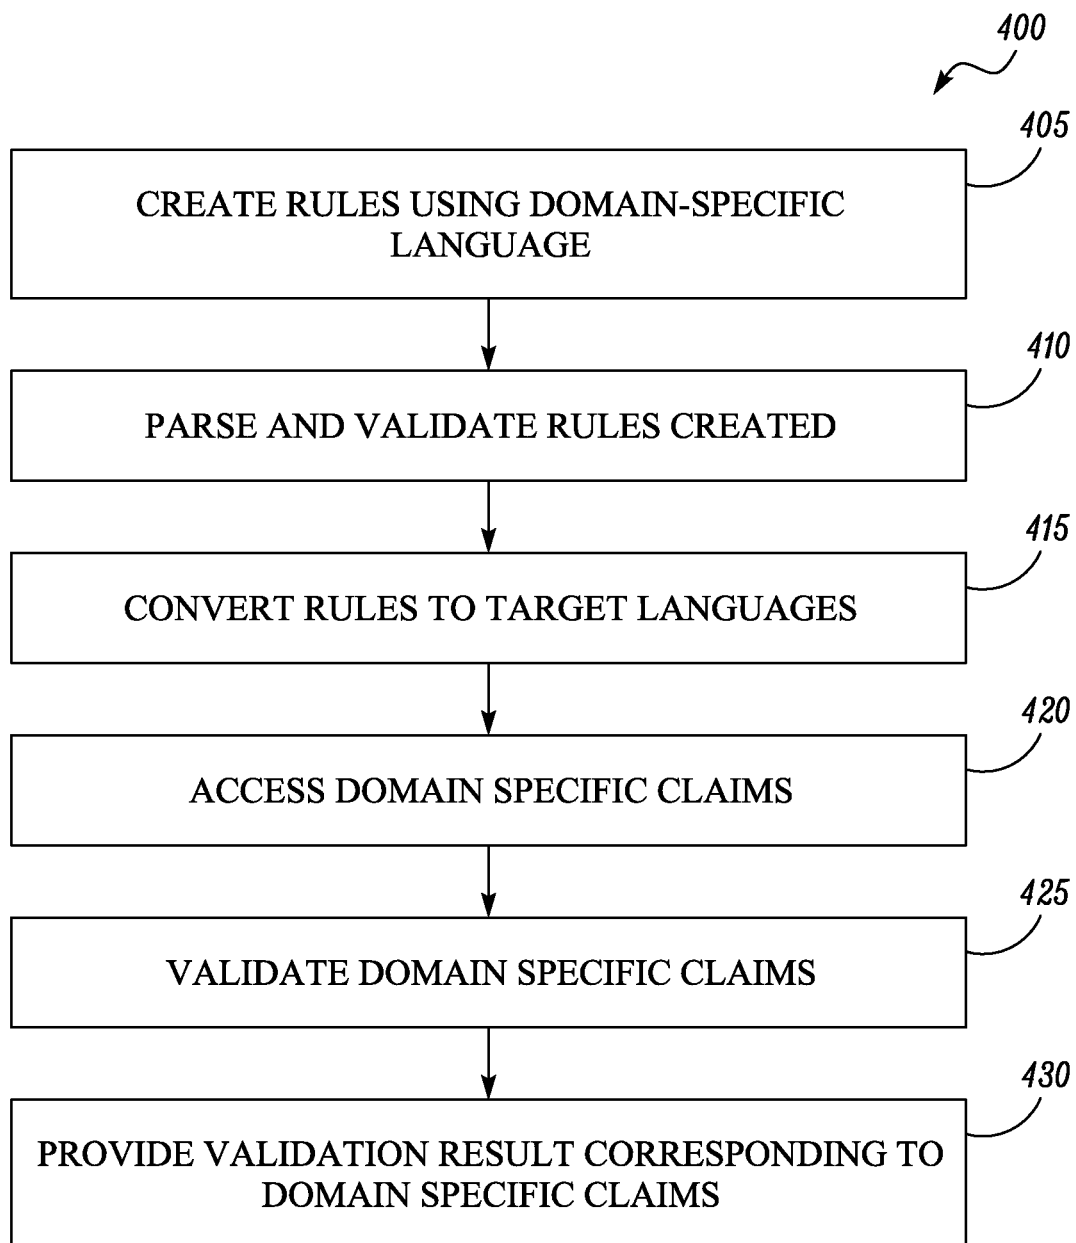 400
405
CREATE RULES USING DOMAIN-SPECIFIC
LANGUAGE
410
PARSE AND VALIDATE RULES CREATED
415
CONVERT RULES TO TARGET LANGUAGES
420
ACCESS DOMAIN SPECIFIC CLAIMS
425
VALIDATE DOMAIN SPECIFIC CLAIMS
430
PROVIDE VALIDATION RESULT CORRESPONDING TO
DOMAIN SPECIFIC CLAIMS